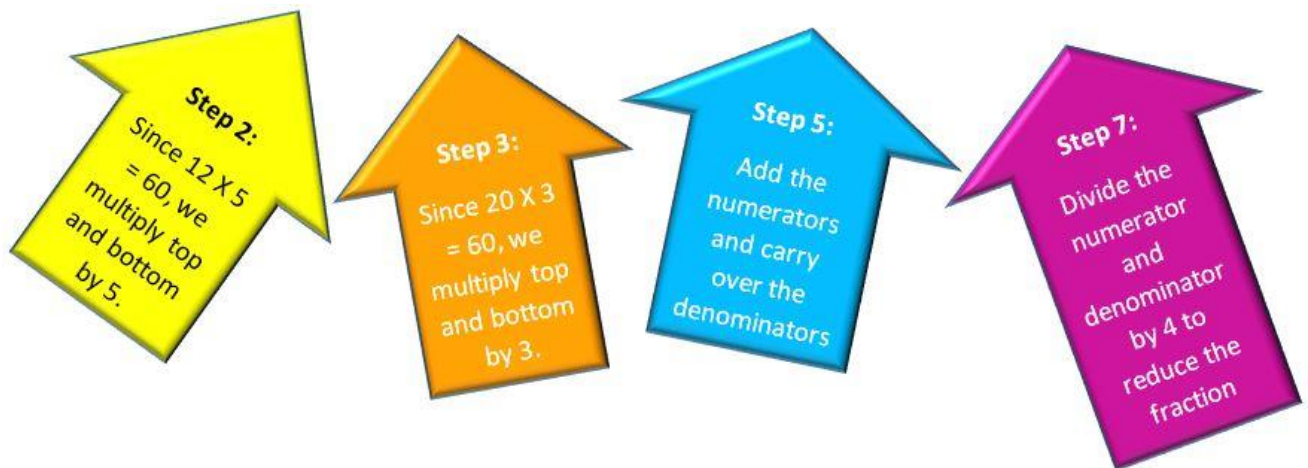 Step 2:
Since 12 X 5
= 60, we
multiply top
and bottom
by 5.
Step 3:
Since 20 X 3
= 60, we
multiply top
and bottom
by 3.
Step 5:
Add the
numerators
and carry
over the
denominators
Step 7:
Divide the
numerator
and
denominator
by 4 to
reduce the
fraction